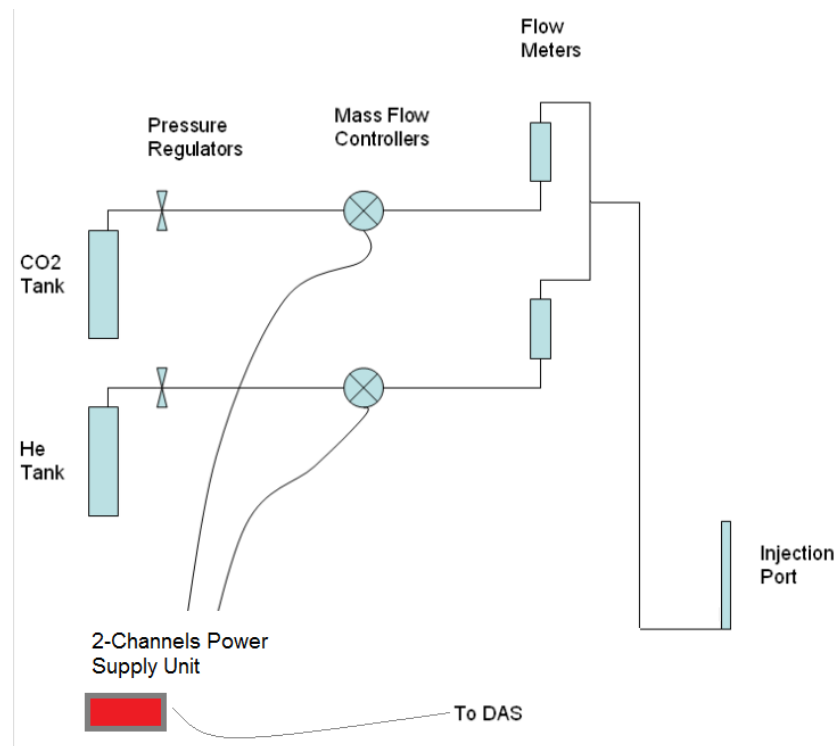 Flow
Meters
Pressure
Regulators
Mass Flow
Controllers
CO2
Tank
He
Tank
Injection
Port
2-Channels Power
Supply Unit
To DAS